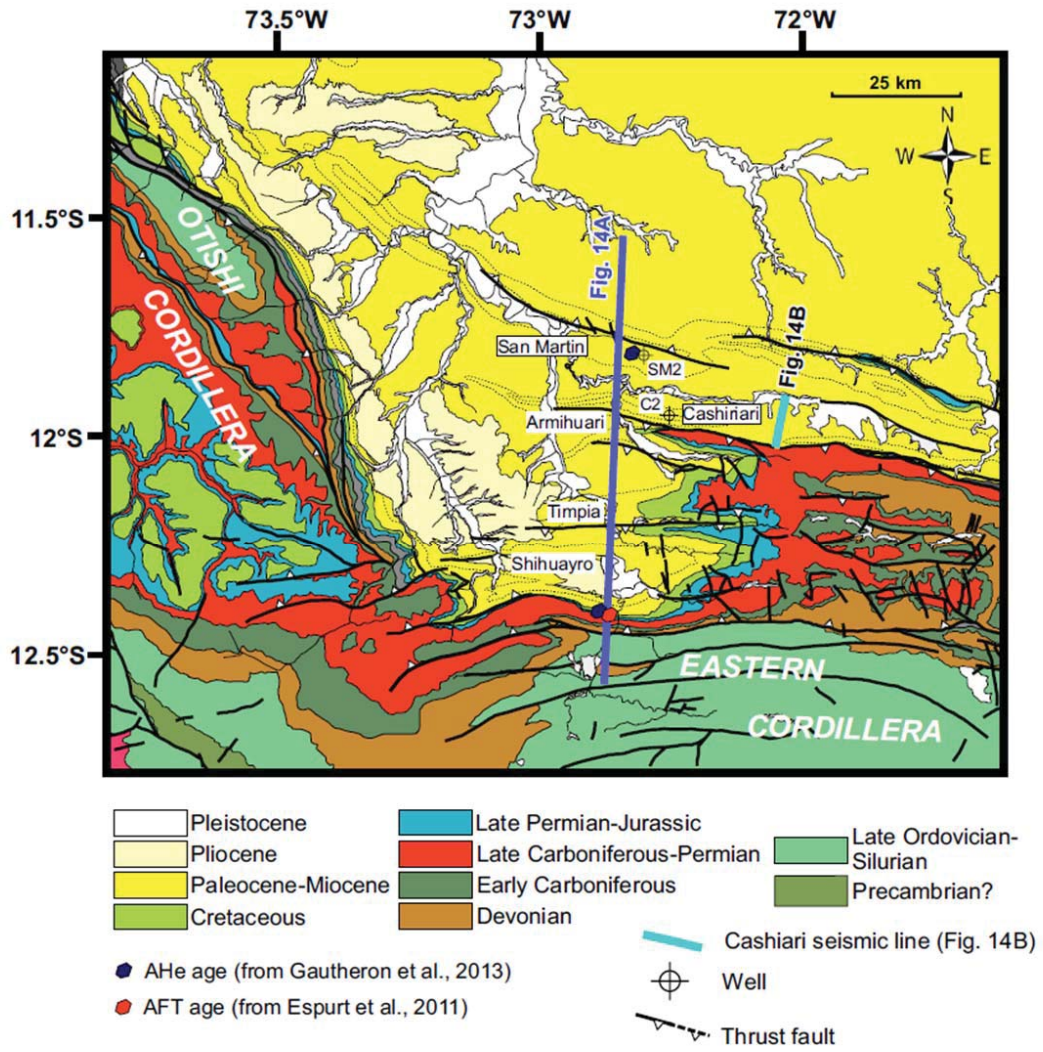 73.5°W 73°W 72°W
25 km
N
W E
S
11.5°S
12°S
12.5°S
OTISHI
CORDILLERA
Fig. 14A
Fig. 14B
San Martin
SM2
C2
Cashiriari
Armihuari
Timpia
Shihuayro
EASTERN
CORDILLERA
Pleistocene
Pliocene
Paleocene-Miocene
Cretaceous
Late Permian-Jurassic
Late Carboniferous-Permian
Early Carboniferous
Devonian
Late Ordovician-
Silurian
Precambrian?
AHe age (from Gautheron et al., 2013)
AFT age (from Espurt et al., 2011)
Cashiari seismic line (Fig. 14B)
Well
Thrust fault